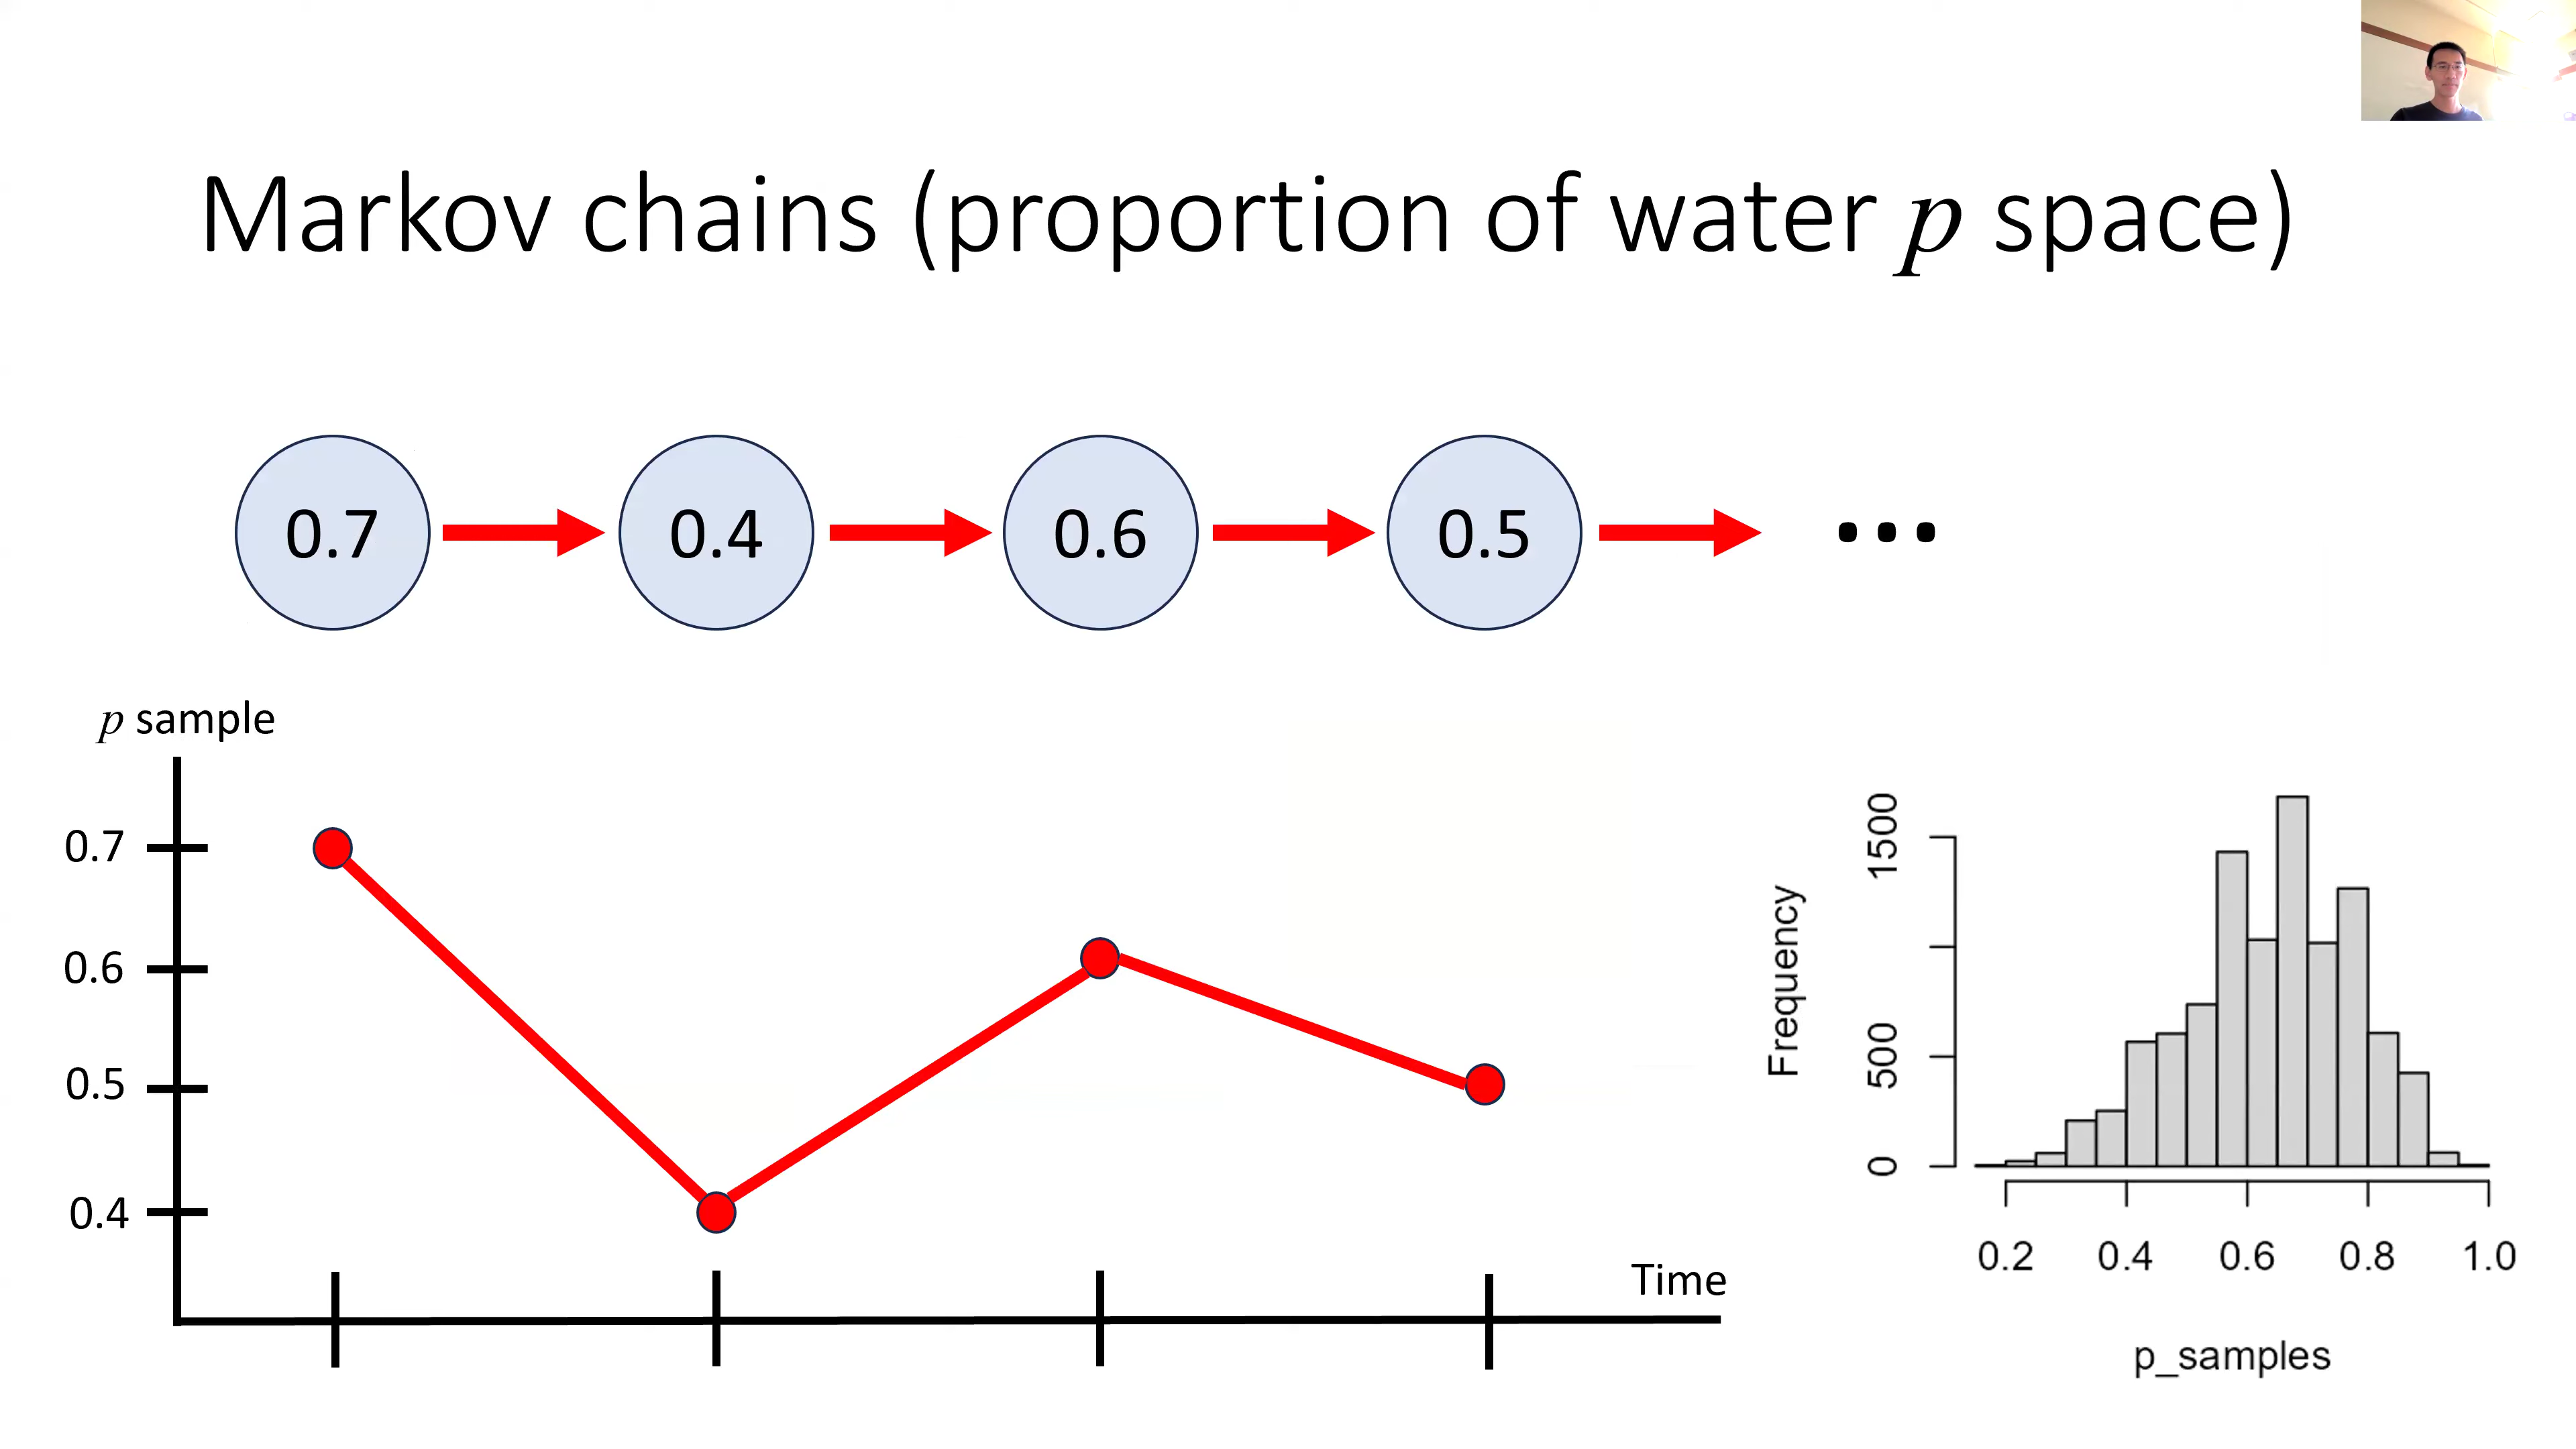 Markov chains (proportion of water p space)
0.7 0.4 0.6 0.5 ...
p sample
0.7
0.6
0.5
0.4
Time
Frequency
1500
500
0
0.2 0.4 0.6 0.8 1.0
p_samples